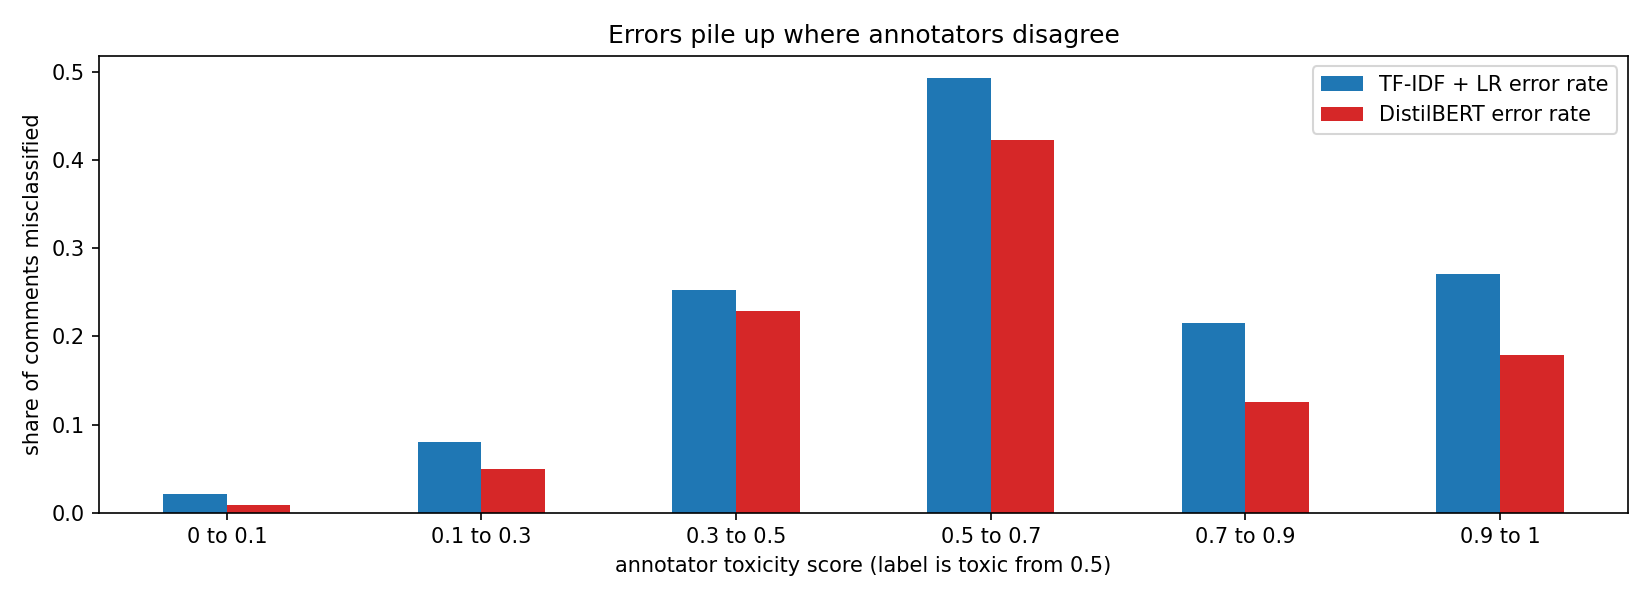 Errors pile up where annotators disagree
TF-IDF + LR error rate
DistilBERT error rate
share of comments misclassified
0.5
0.4
0.3
0.2
0.1
0.0
0 to 0.1
0.1 to 0.3
0.3 to 0.5
0.5 to 0.7
0.7 to 0.9
0.9 to 1
annotator toxicity score (label is toxic from 0.5)